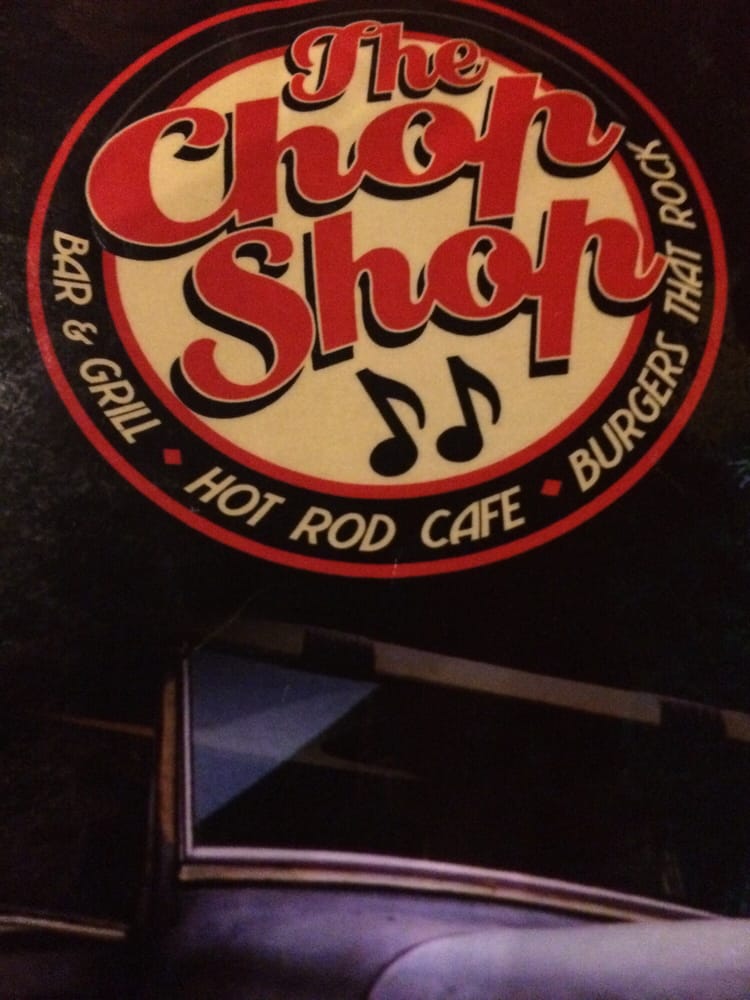 The
Chop
Shop
BAR & GRILL • HOT ROD CAFE • BURGERS THAT ROCK